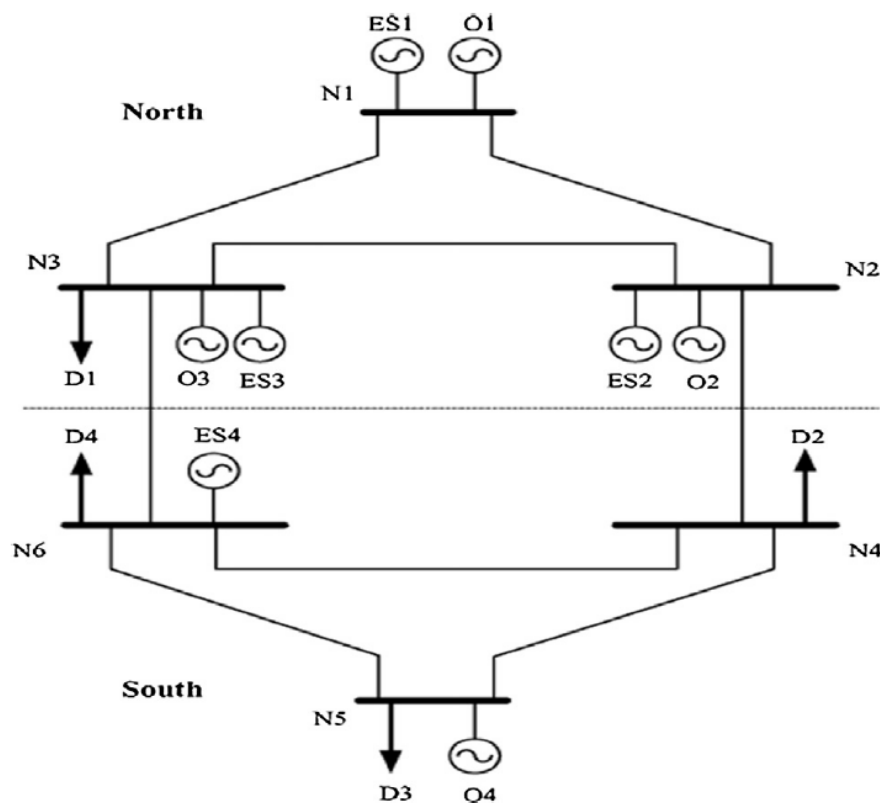 ES1 O1
N1
North
N3 N2
D1 O3 ES3 ES2 O2
D4 ES4 D2
N6 N4
South
N5
D3 O4